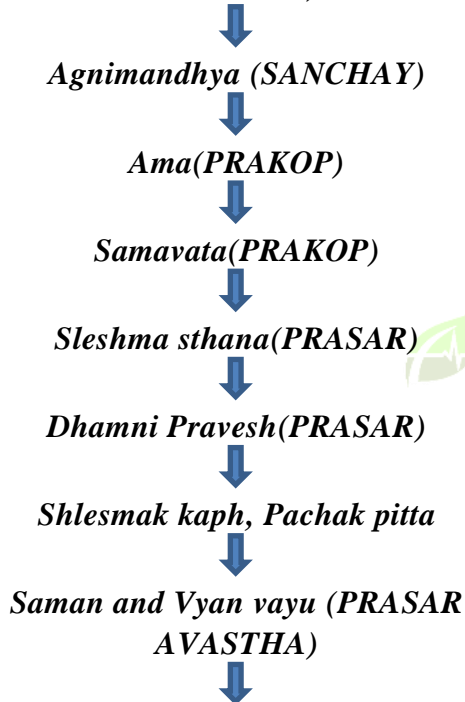 Agnimandhya (SANCHAY)
Ama(PRAKOP)
Samavata(PRAKOP)
Sleshma sthana(PRASAR)
Dhamni Pravesh(PRASAR)
Shlesmak kaph, Pachak pitta
Saman and Vyan vayu (PRASAR
AVASTHA)